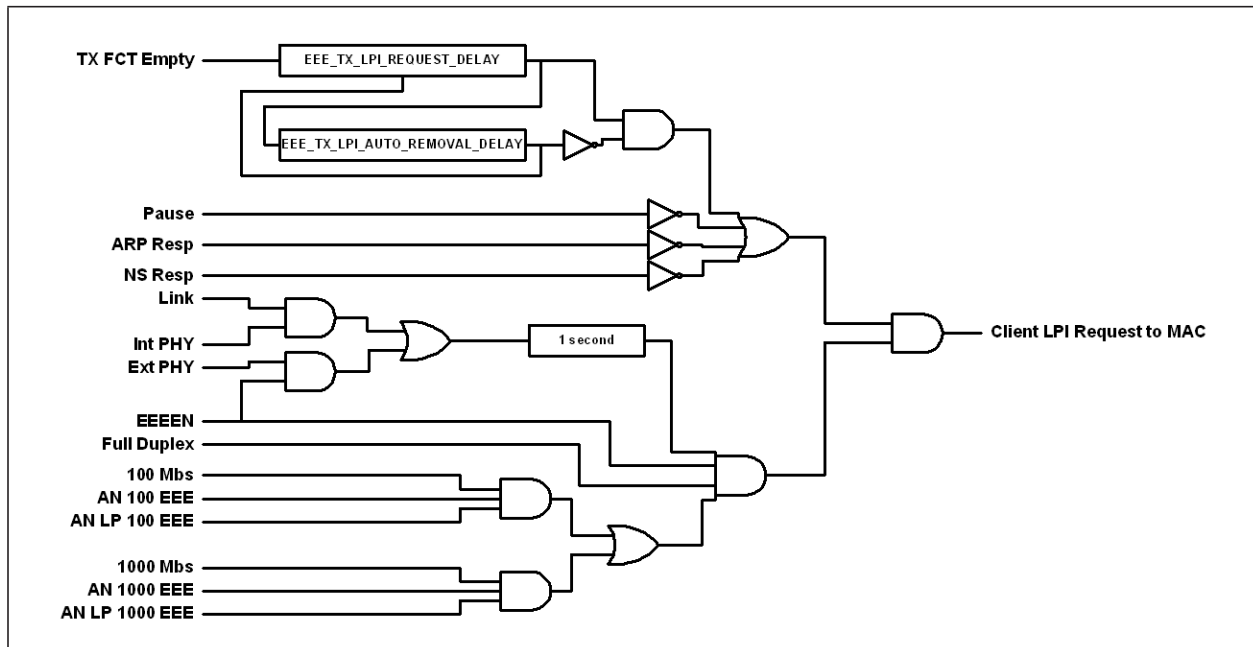 TX FCT Empty
EEE_TX_LPI_REQUEST_DELAY
EEE_TX_LPI_AUTO_REMOVAL_DELAY
Pause
ARP Resp
NS Resp
Link
Int PHY
Ext PHY
1 second
Client LPI Request to MAC
EEEEN
Full Duplex
100 Mbs
AN 100 EEE
AN LP 100 EEE
1000 Mbs
AN 1000 EEE
AN LP 1000 EEE